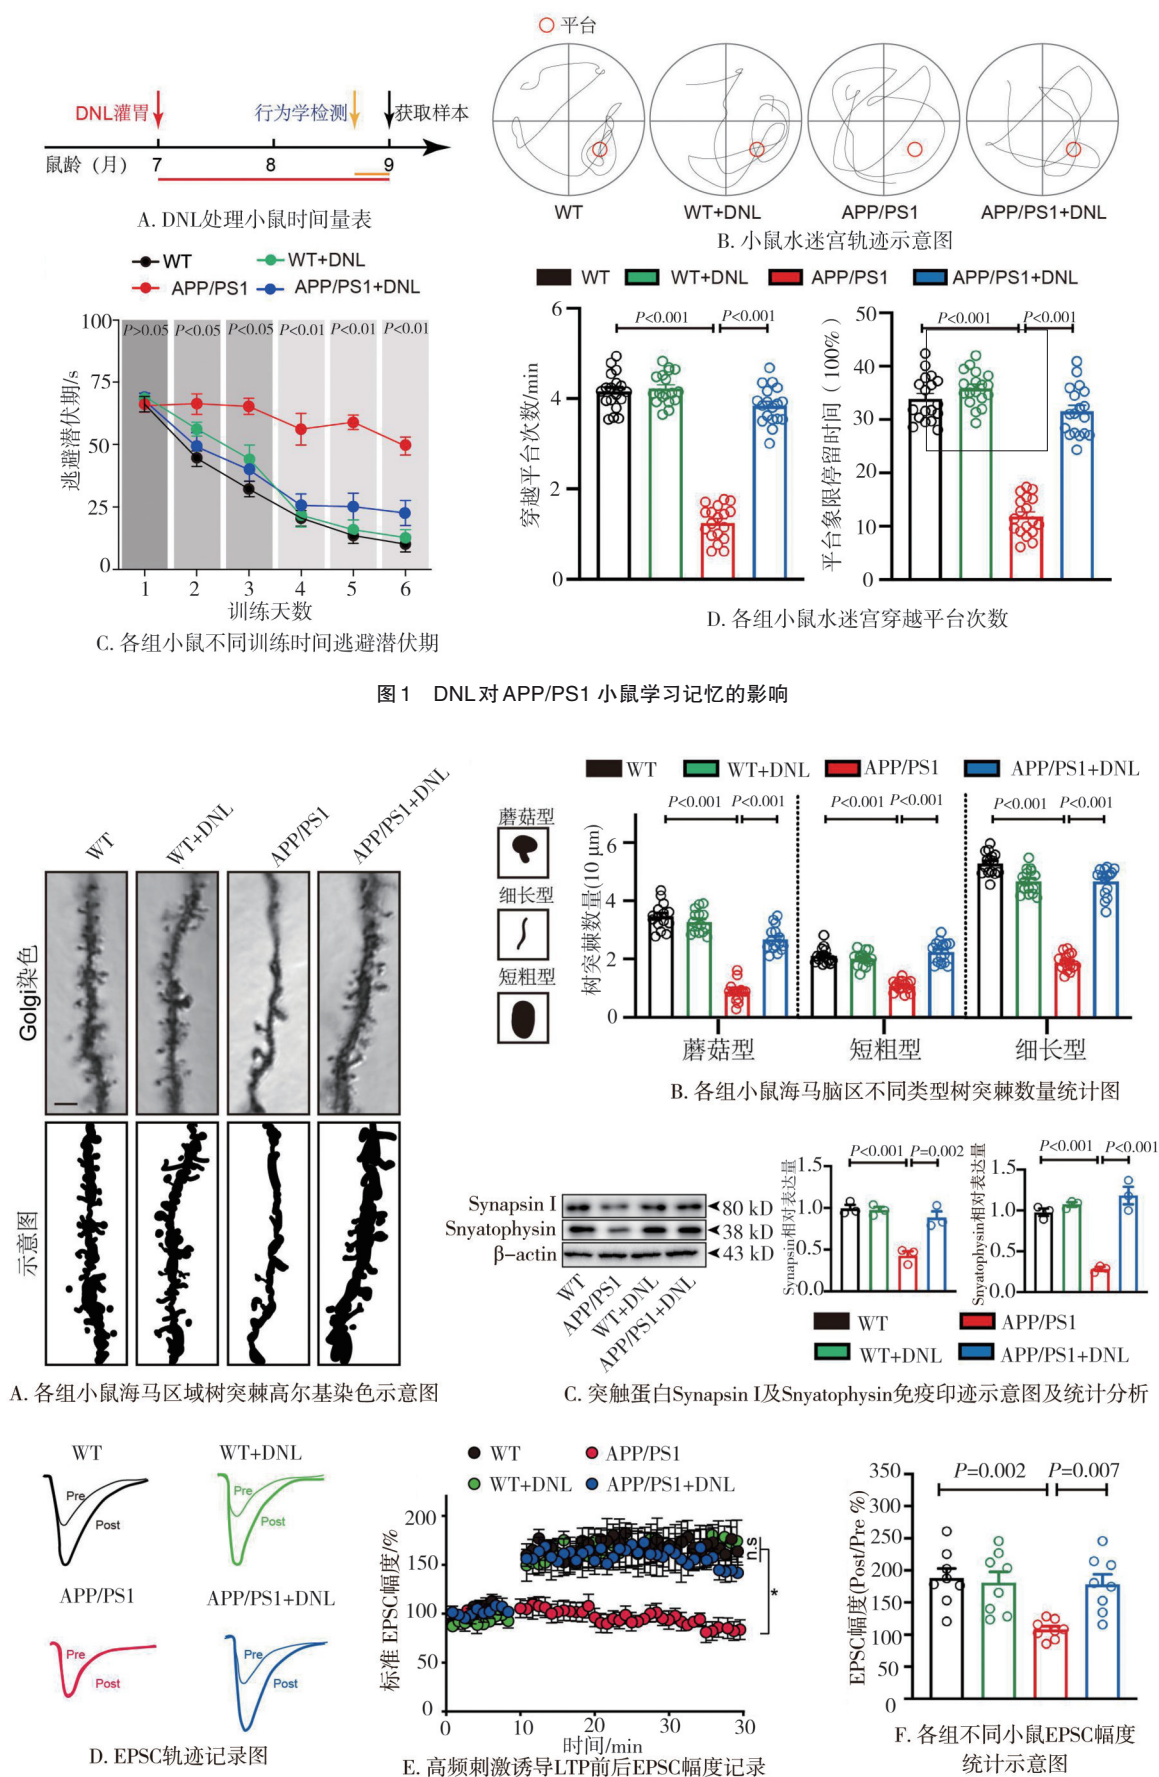 平台
DNL灌胃
行为学检测
获取样本
鼠龄（月）
7
8
9
A. DNL处理小鼠时间量表
WT
WT+DNL
APP/PS1
APP/PS1+DNL
B. 小鼠水迷宫轨迹示意图
WT
WT+DNL
APP/PS1
APP/PS1+DNL
P>0.05 P<0.05 P<0.05 P<0.01 P<0.01 P<0.01
逃避潜伏期/s
100
75
50
25
0
1 2 3 4 5 6
训练天数
C. 各组小鼠不同训练时间逃避潜伏期
WT
WT+DNL
APP/PS1
APP/PS1+DNL
P<0.001 P<0.001
穿越平台次数/min
6
4
2
0
P<0.001 P<0.001
平台象限停留时间（100%）
50
40
30
50
20
10
0
D. 各组小鼠水迷宫穿越平台次数
图1 DNL对APP/PS1 小鼠学习记忆的影响
WT
WT+DNL
APP/PS1
APP/PS1+DNL
Golgi染色
示意图
A. 各组小鼠海马区域树突棘高尔基染色示意图
WT
WT+DNL
APP/PS1
APP/PS1+DNL
蘑菇型
细长型
短粗型
P<0.001 P<0.001 P<0.001 P<0.001 P<0.001 P<0.001
树突棘数量(10 μm)
6
4
2
0
蘑菇型
短粗型
细长型
B. 各组小鼠海马脑区不同类型树突棘数量统计图
Synapsin I
80 kD
Snyatophysin
38 kD
β-actin
43 kD
WT
APP/PS1
WT+DNL
APP/PS1+DNL
P<0.001 P=0.002
Synapsin相对表达量
1.5
1.0
0.5
0.0
P<0.001 P<0.001
Snyatophysin相对表达量
1.5
1.0
0.5
0.0
WT
APP/PS1
WT+DNL
APP/PS1+DNL
C. 突触蛋白Synapsin I及Snyatophysin免疫印迹示意图及统计分析
WT
Pre
Post
WT+DNL
Pre
Post
APP/PS1
Pre
Post
APP/PS1+DNL
Pre
Post
D. EPSC轨迹记录图
WT
APP/PS1
WT+DNL
APP/PS1+DNL
标准 EPSC幅度/%
200
150
100
50
0
n.s
*
0 10 20 30 30
时间/min
E. 高频刺激诱导LTP前后EPSC幅度记录
P=0.002 P=0.007
EPSC幅度(Post/Pre %)
350
300
250
200
150
100
50
0
F. 各组不同小鼠EPSC幅度
统计示意图